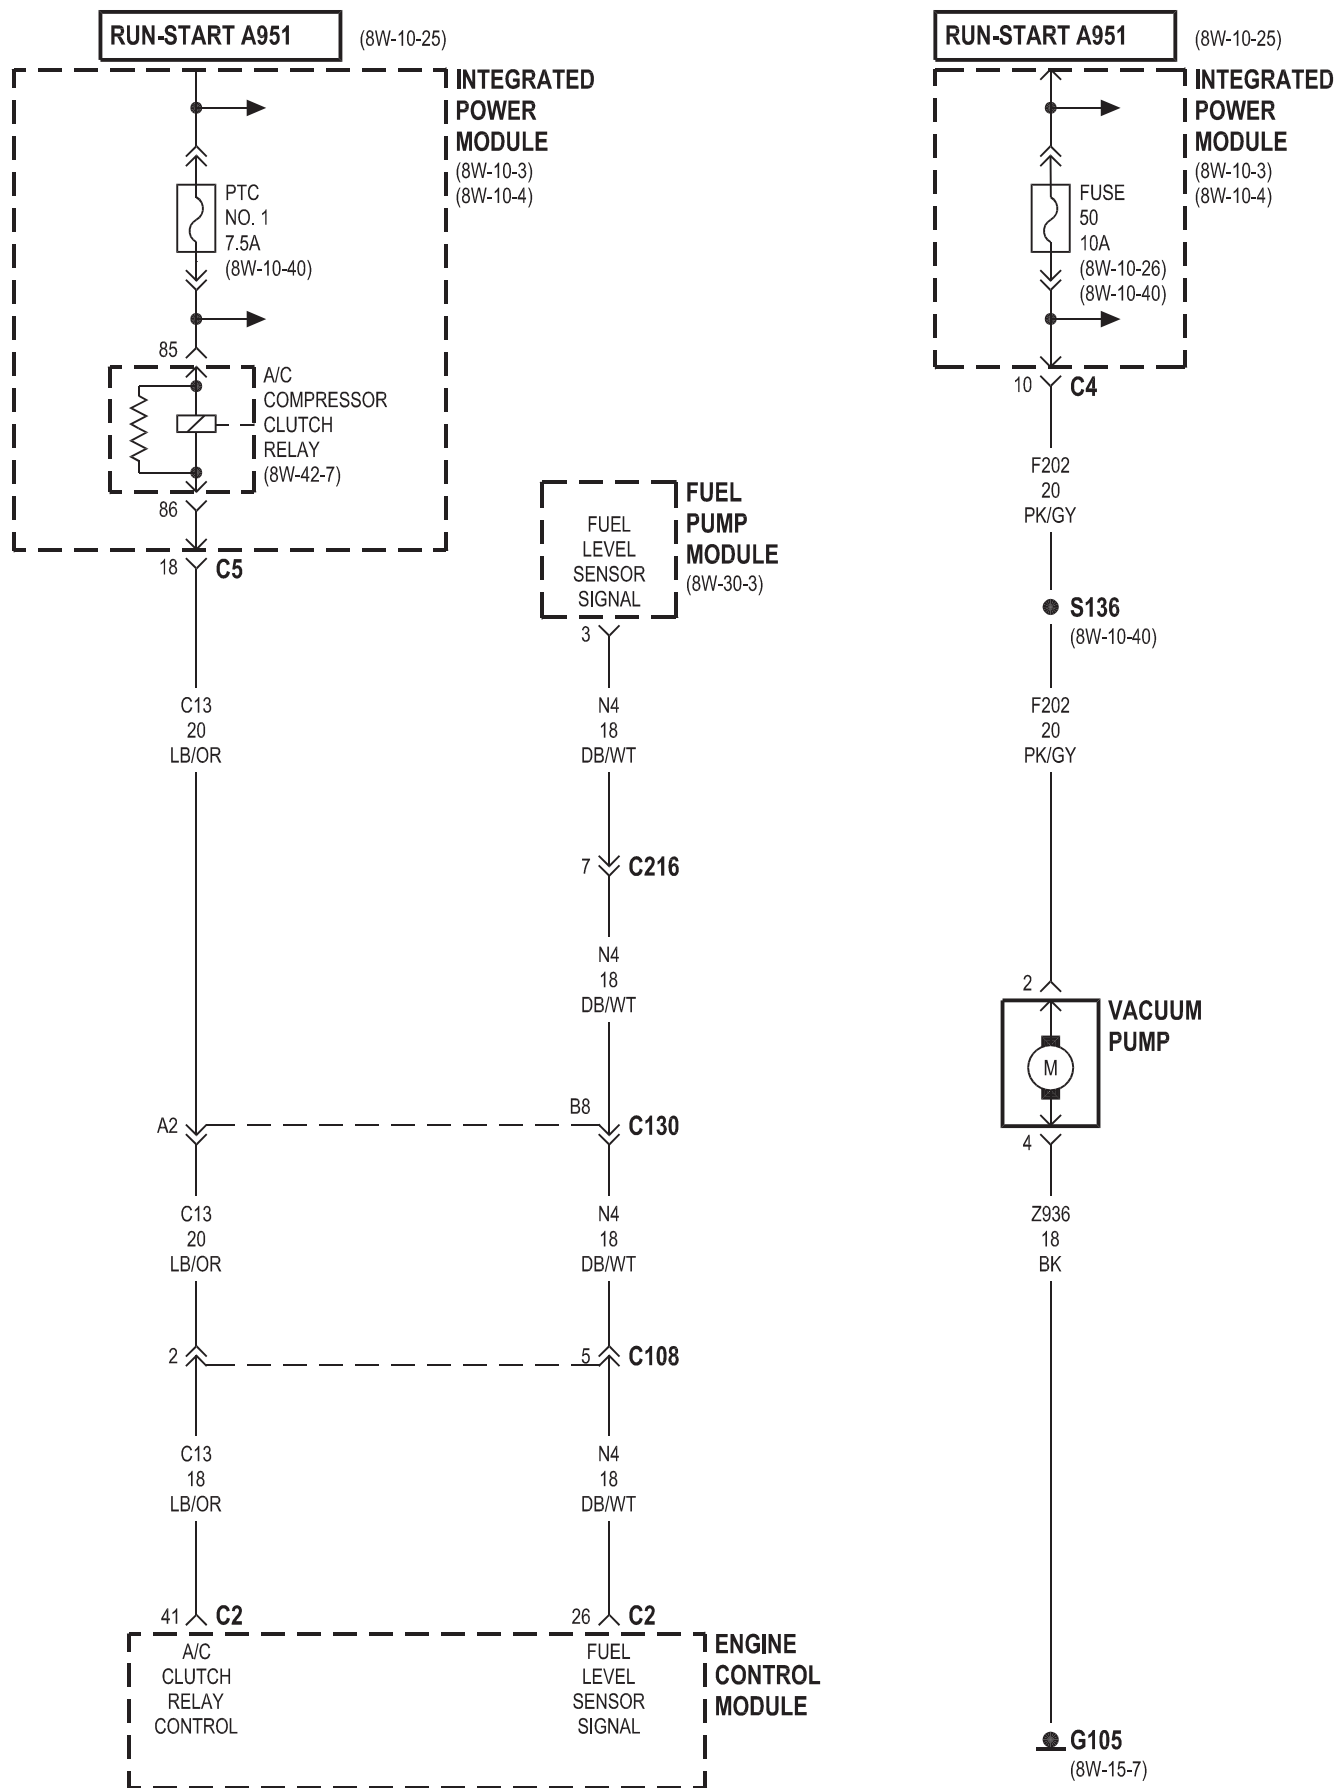 RUN-START A951
(8W-10-25)
INTEGRATED
POWER
MODULE
(8W-10-3)
(8W-10-4)
PTC
NO. 1
7.5A
(8W-10-40)
85
A/C
COMPRESSOR
CLUTCH
RELAY
(8W-42-7)
86
18
C5
C13
20
LB/OR
A2
C13
20
LB/OR
2
C13
18
LB/OR
41
C2
A/C
CLUTCH
RELAY
CONTROL
FUEL
LEVEL
SENSOR
SIGNAL
FUEL
PUMP
MODULE
(8W-30-3)
3
N4
18
DB/WT
7
C216
N4
18
DB/WT
B8
C130
N4
18
DB/WT
5
C108
N4
18
DB/WT
26
C2
FUEL
LEVEL
SENSOR
SIGNAL
ENGINE
CONTROL
MODULE
RUN-START A951
(8W-10-25)
INTEGRATED
POWER
MODULE
(8W-10-3)
(8W-10-4)
FUSE
50
10A
(8W-10-26)
(8W-10-40)
10
C4
F202
20
PK/GY
S136
(8W-10-40)
F202
20
PK/GY
2
VACUUM
PUMP
M
4
Z936
18
BK
G105
(8W-15-7)